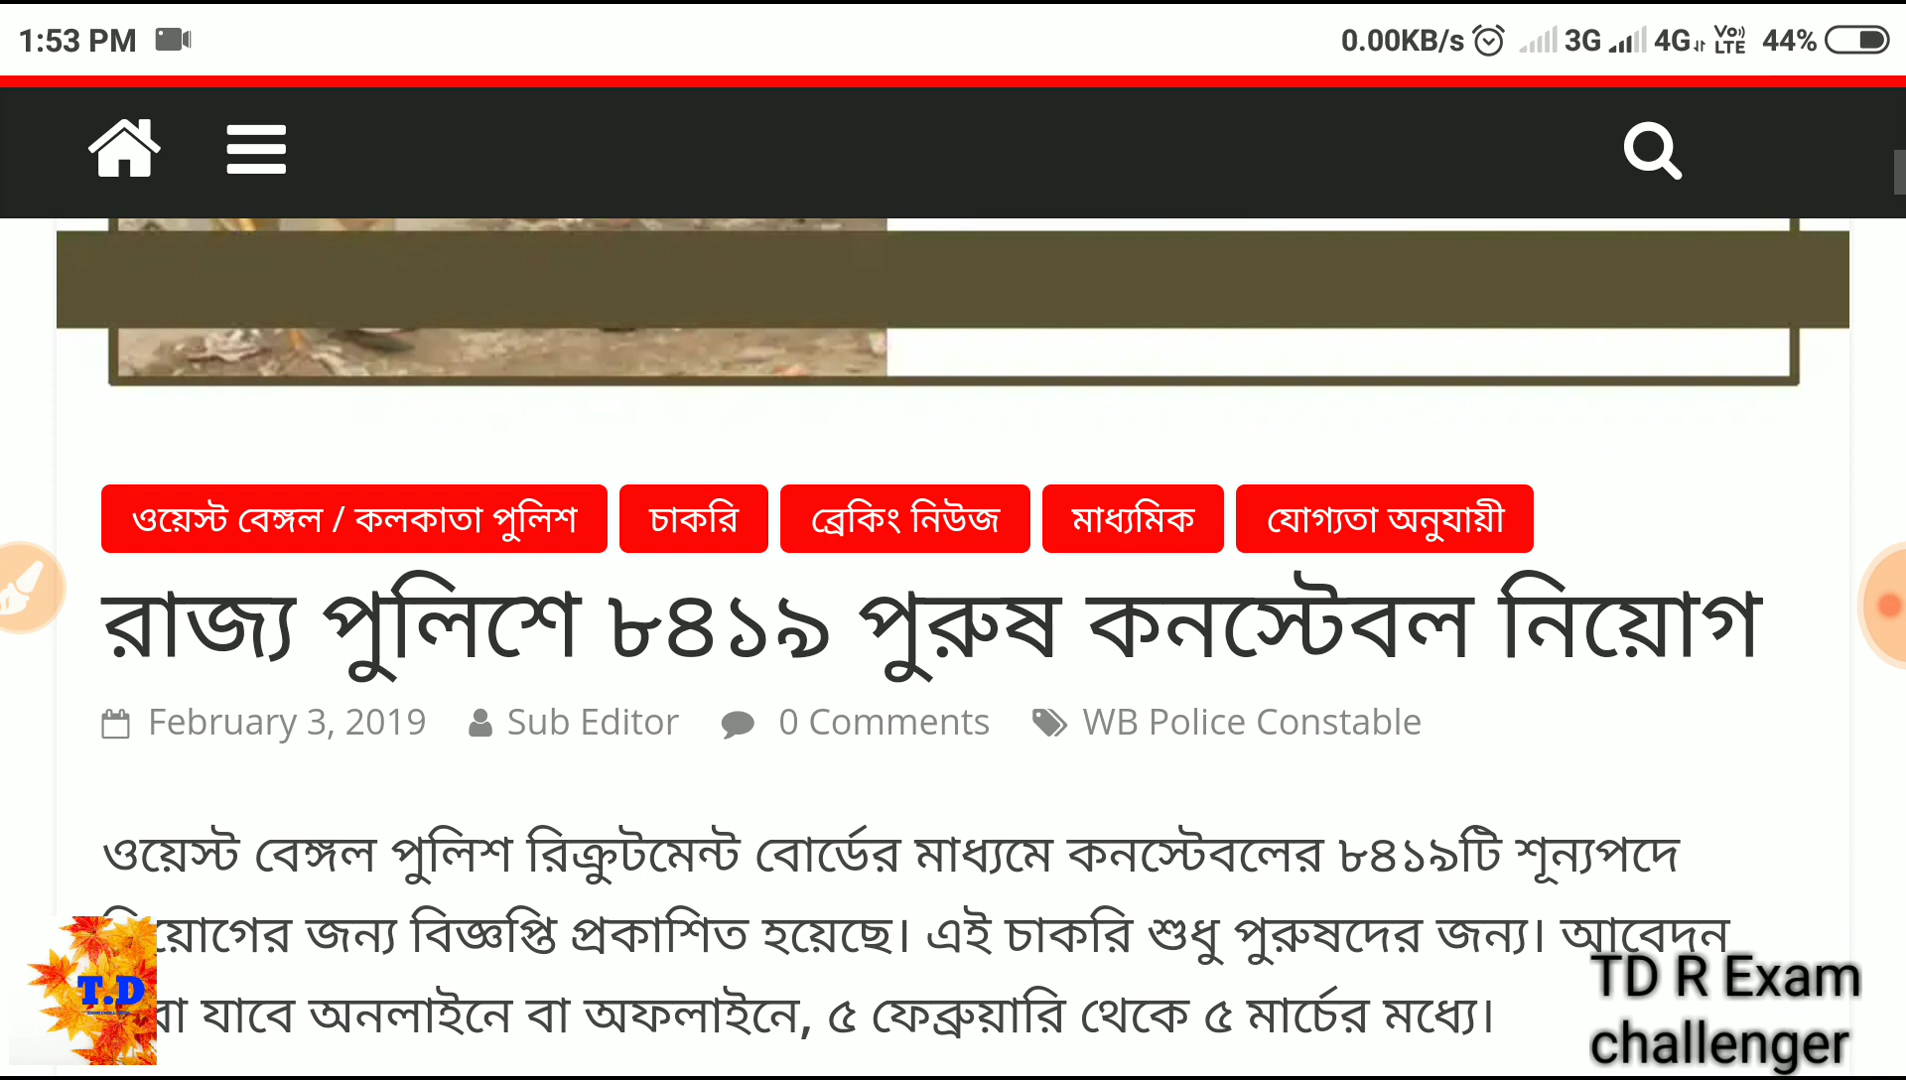 1:53 PM 0.00KB/s 3G 4G Vo) LTE 44%
ওয়েস্ট বেঙ্গল / কলকাতা পুলিশ চাকরি ব্রেকিং নিউজ মাধ্যমিক যোগ্যতা অনুযায়ী
রাজ্য পুলিশে ৮৪১৯ পুরুষ কনস্টেবল নিয়োগ
February 3, 2019 Sub Editor 0 Comments WB Police Constable
ওয়েস্ট বেঙ্গল পুলিশ রিক্রুটমেন্ট বোর্ডের মাধ্যমে কনস্টেবলের ৮৪১৯টি শূন্যপদে
নিয়োগের জন্য বিজ্ঞপ্তি প্রকাশিত হয়েছে। এই চাকরি শুধু পুরুষদের জন্য। আবেদন
রা যাবে অনলাইনে বা অফলাইনে, ৫ ফেব্রুয়ারি থেকে ৫ মার্চের মধ্যে।
T.D
TD R Exam
challenger